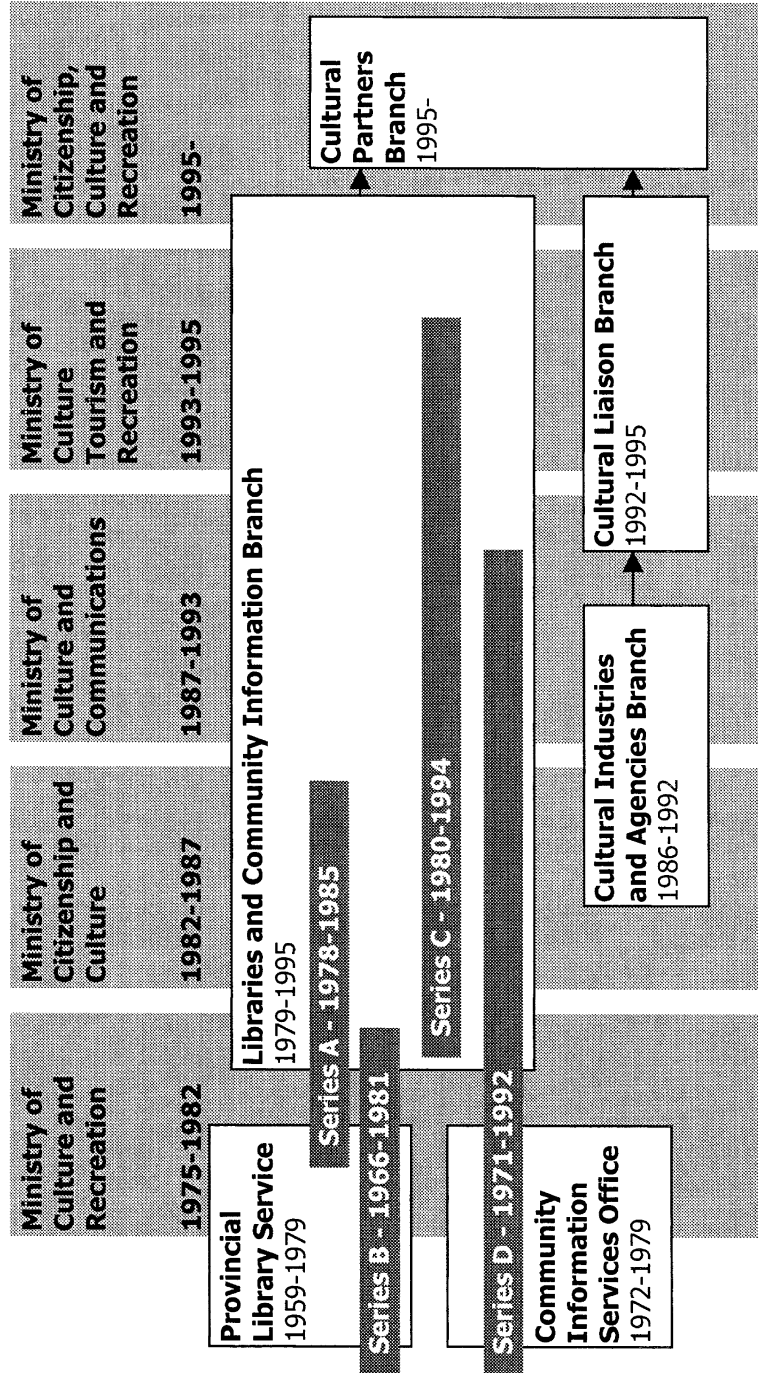 Ministry of
Culture and
Recreation
1975-1982
Ministry of
Citizenship and
Culture
1982-1987
Ministry of
Culture and
Communications
1987-1993
Ministry of
Culture
Tourism and
Recreation
1993-1995
Ministry of
Citizenship,
Culture and
Recreation
1995-
Provincial
Library Service
1959-1979
Libraries and Community Information Branch
1979-1995
Series A - 1978-1985
Series B - 1966-1981
Series C - 1980-1994
Series D - 1971-1992
Community
Information
Services Office
1972-1979
Cultural Industries
and Agencies Branch
1986-1992
Cultural Liaison Branch
1992-1995
Cultural
Partners
Branch
1995-